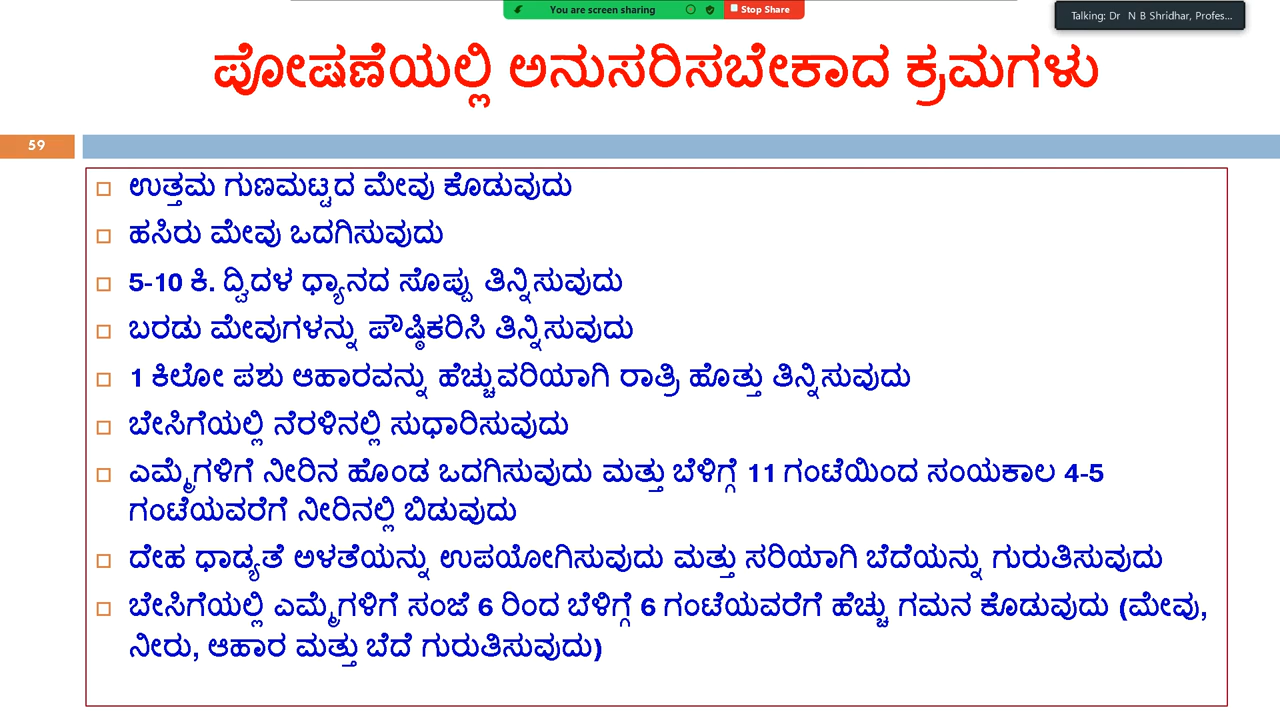 You are screen sharing
Stop Share
Talking: Dr N B Shridhar, Profes...
ಪೋಷಣೆಯಲ್ಲಿ ಅನುಸರಿಸಬೇಕಾದ ಕ್ರಮಗಳು
59
ಉತ್ತಮ ಗುಣಮಟ್ಟದ ಮೇವು ಕೊಡುವುದು
ಹಸಿರು ಮೇವು ಒದಗಿಸುವುದು
5-10 ಕಿ. ದ್ವಿದಳ ಧ್ಯಾನದ ಸೊಪ್ಪು ತಿನ್ನಿಸುವುದು
ಬರಡು ಮೇವುಗಳನ್ನು ಪೌಷ್ಠಿಕರಿಸಿ ತಿನ್ನಿಸುವುದು
1 ಕಿಲೋ ಪಶು ಆಹಾರವನ್ನು ಹೆಚ್ಚುವರಿಯಾಗಿ ರಾತ್ರಿ ಹೊತ್ತು ತಿನ್ನಿಸುವುದು
ಬೇಸಿಗೆಯಲ್ಲಿ ನೆರಳಿನಲ್ಲಿ ಸುಧಾರಿಸುವುದು
ಎಮ್ಮೆಗಳಿಗೆ ನೀರಿನ ಹೊಂಡ ಒದಗಿಸುವುದು ಮತ್ತು ಬೆಳಿಗ್ಗೆ 11 ಗಂಟೆಯಿಂದ ಸಂಯಕಾಲ 4-5
ಗಂಟೆಯವರೆಗೆ ನೀರಿನಲ್ಲಿ ಬಿಡುವುದು
ದೇಹ ಧಾಡ್ಯತೆ ಅಳತೆಯನ್ನು ಉಪಯೋಗಿಸುವುದು ಮತ್ತು ಸರಿಯಾಗಿ ಬೆದೆಯನ್ನು ಗುರುತಿಸುವುದು
ಬೇಸಿಗೆಯಲ್ಲಿ ಎಮ್ಮೆಗಳಿಗೆ ಸಂಜೆ 6 ರಿಂದ ಬೆಳಿಗ್ಗೆ 6 ಗಂಟೆಯವರೆಗೆ ಹೆಚ್ಚು ಗಮನ ಕೊಡುವುದು (ಮೇವು,
ನೀರು, ಆಹಾರ ಮತ್ತು ಬೆದೆ ಗುರುತಿಸುವುದು)